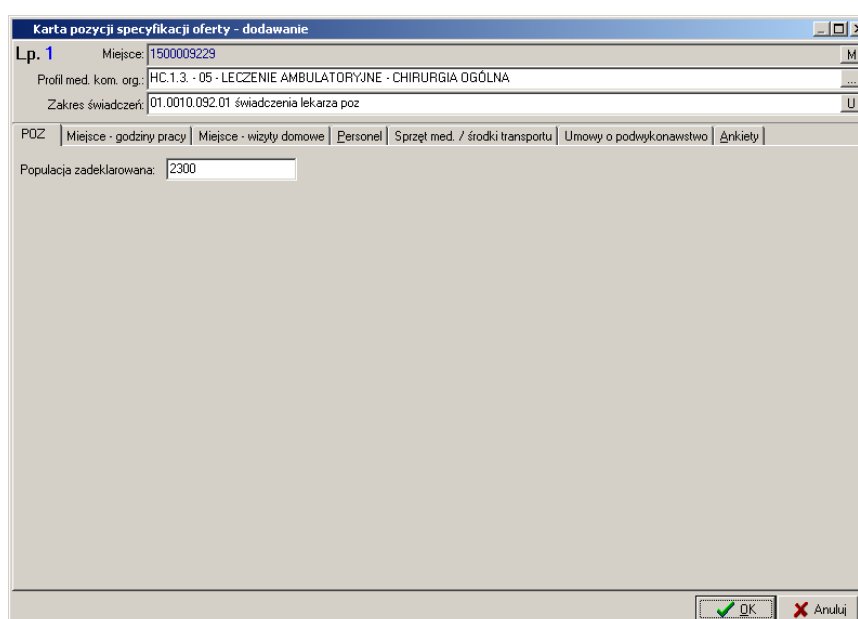 Karta pozycji specyfikacji oferty - dodawanie
Lp. 1 Miejsce: 1500009229 M
Profil med. kom. org.: HC.1.3. - 05 - LECZENIE AMBULATORYJNE - CHIRURGIA OGÓLNA ...
Zakres świadczeń: 01.0010.092.01 świadczenia lekarza poz U
POZ Miejsce - godziny pracy Miejsce - wizyty domowe Personel Sprzęt med. / środki transportu Umowy o podwykonawstwo Ankiety
Populacja zadeklarowana: 2300
OK Anuluj